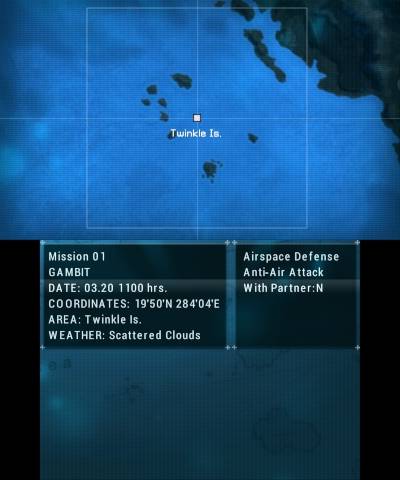 Twinkle Is.
Mission 01
GAMBIT
DATE: 03.20 1100 hrs.
COORDINATES: 19'50'N 284'04'E
AREA: Twinkle Is.
WEATHER: Scattered Clouds
Airspace Defense
Anti-Air Attack
With Partner:N